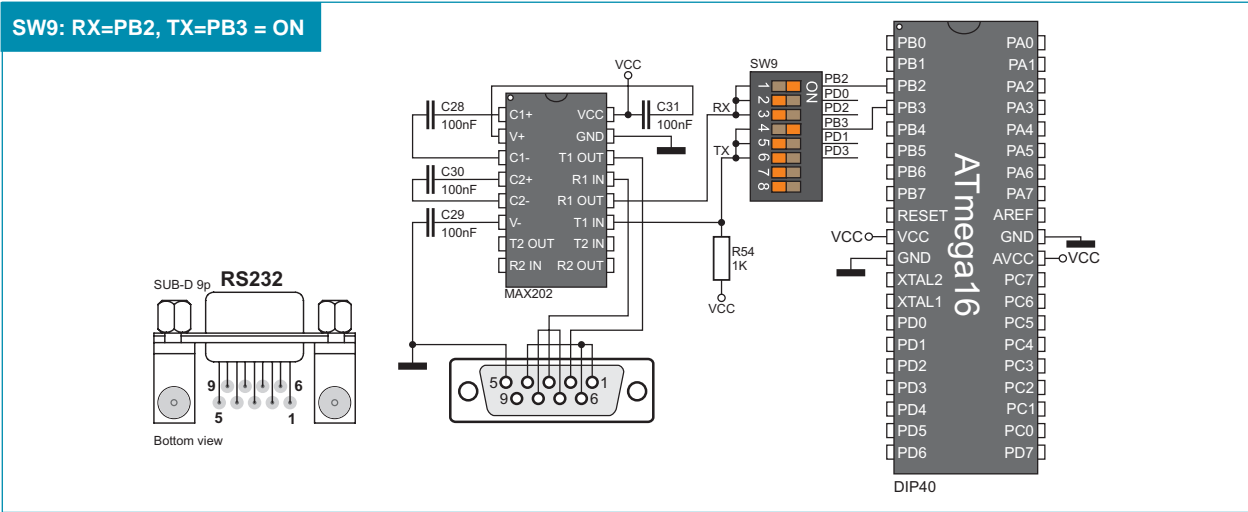 SW9: RX=PB2, TX=PB3 = ON
VCC
C28
100nF
C30
100nF
C29
100nF
C31
100nF
C1+
V+
C1-
C2+
C2-
V-
T2 OUT
R2 IN
VCC
GND
T1 OUT
R1 IN
R1 OUT
T1 IN
T2 IN
R2 OUT
MAX202
SW9
ON
1
2
3
4
5
6
7
8
RX
TX
PB2
PD0
PD2
PB3
PD1
PD3
R54
1K
VCC
SUB-D 9p RS232
9 6
5 1
Bottom view
5 1
9 6
PB0
PB1
PB2
PB3
PB4
PB5
PB6
PB7
RESET
VCC VCC
GND
XTAL2
XTAL1
PD0
PD1
PD2
PD3
PD4
PD5
PD6
ATmega16
PA0
PA1
PA2
PA3
PA4
PA5
PA6
PA7
AREF
GND
AVCC VCC
PC7
PC6
PC5
PC4
PC3
PC2
PC1
PC0
PD7
DIP40